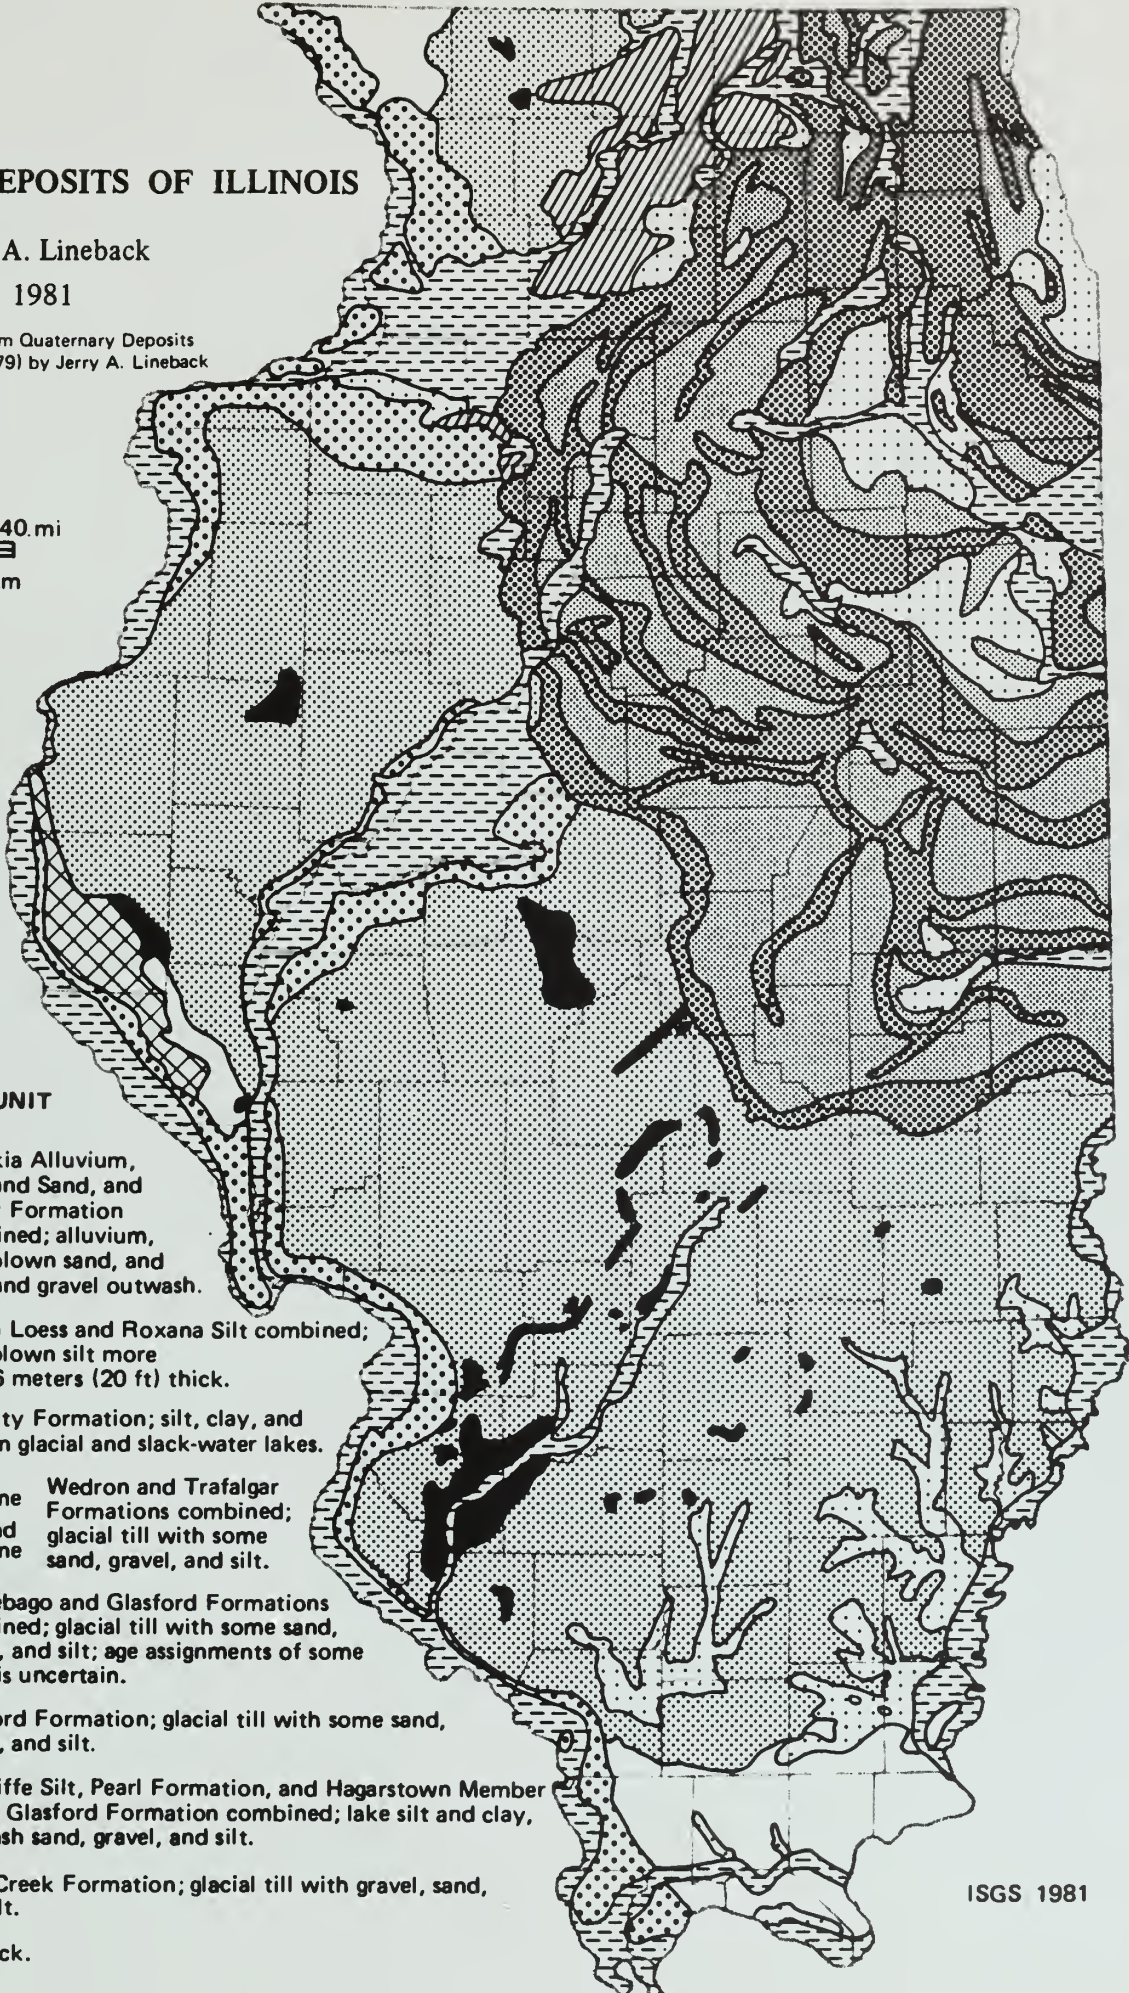 EPOSITS OF ILLINOIS
A. Lineback
1981
m Quaternary Deposits
79) by Jerry A. Lineback
40 mi
m
UNIT
kia Alluvium,
and Sand, and
Formation
ined; alluvium,
blown sand, and
and gravel outwash.
Loess and Roxana Silt combined;
blown silt more
6 meters (20 ft) thick.
ty Formation; silt, clay, and
n glacial and slack-water lakes.
ne
d
ne
Wedron and Trafalgar
Formations combined;
glacial till with some
sand, gravel, and silt.
ebago and Glasford Formations
ined; glacial till with some sand,
, and silt; age assignments of some
is uncertain.
ord Formation; glacial till with some sand,
, and silt.
iffe Silt, Pearl Formation, and Hagarstown Member
Glasford Formation combined; lake silt and clay,
sh sand, gravel, and silt.
Creek Formation; glacial till with gravel, sand,
lt.
ck.
ISGS 1981